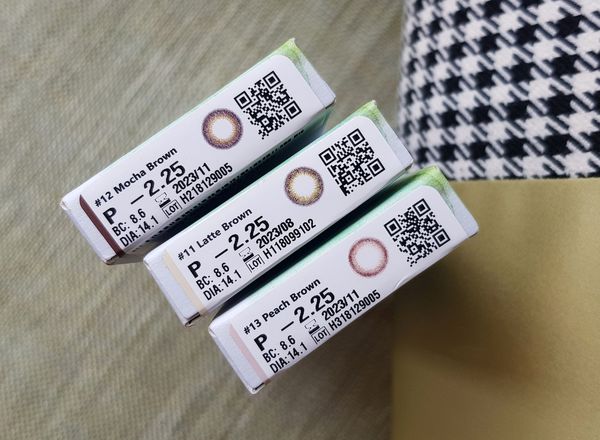 #12 Mocha Brown
P - 2.25
BC: 8.6 2023/11
DIA:14.1 LOT H218129005
#11 Latte Brown
P - 2.25
BC: 8.6 2023/08
DIA:14.1 LOT H118099102
#13 Peach Brown
P - 2.25
BC: 8.6 2023/11
DIA:14.1 LOT H318129005